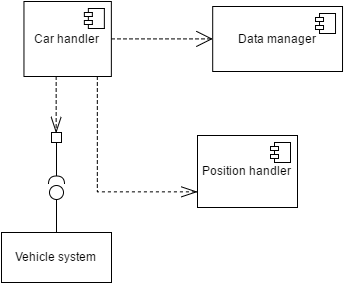 Car handler
Data manager
Position handler
Vehicle system